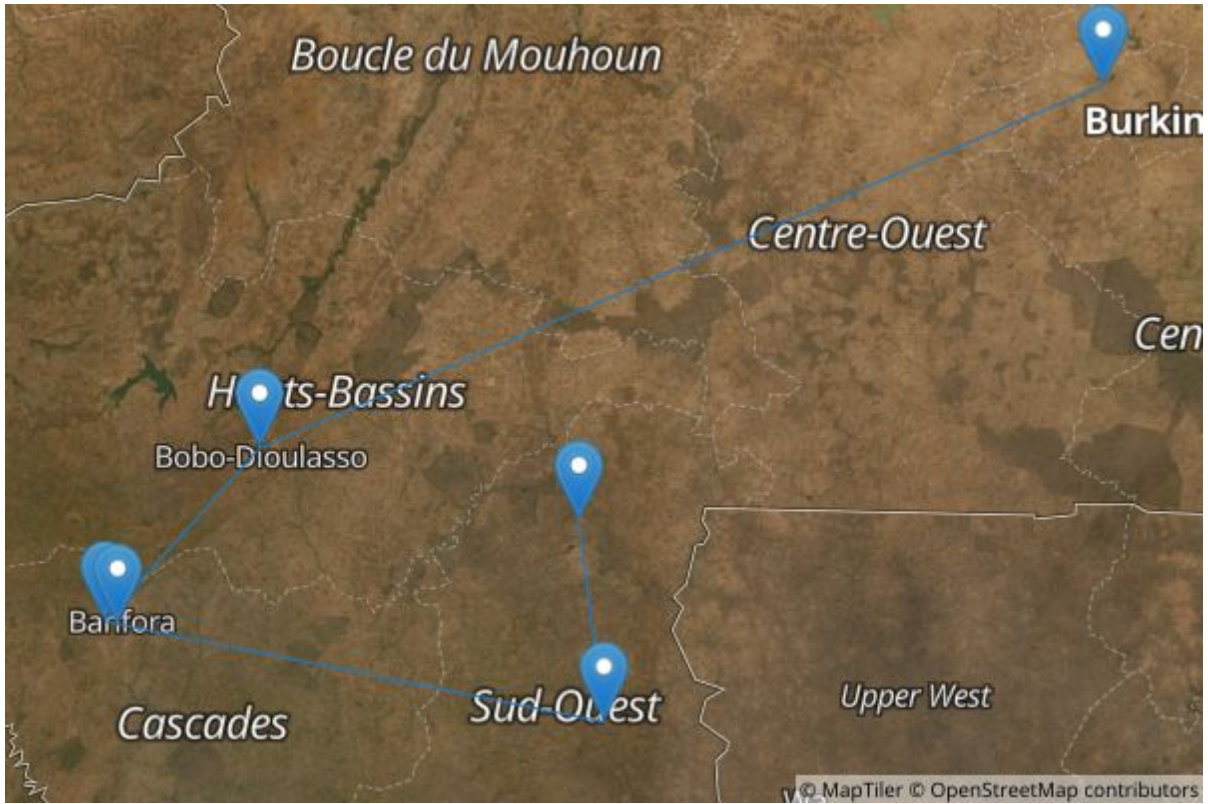 Boucle du Mouhoun
Burkin
Centre-Ouest
Cen
H ts-Bassins
Bobo-Dioulasso
Banfora
Sud-Ouest
Upper West
Cascades
© MapTiler © OpenStreetMap contributors